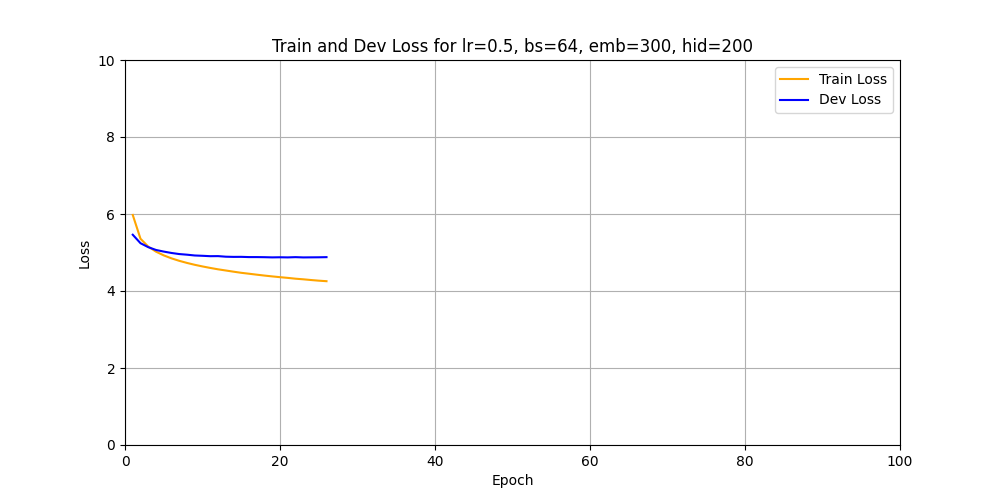 Train and Dev Loss for lr=0.5, bs=64, emb=300, hid=200
10
8
6
4
2
0
Loss
Train Loss
Dev Loss
0 20 40 60 80 100
Epoch